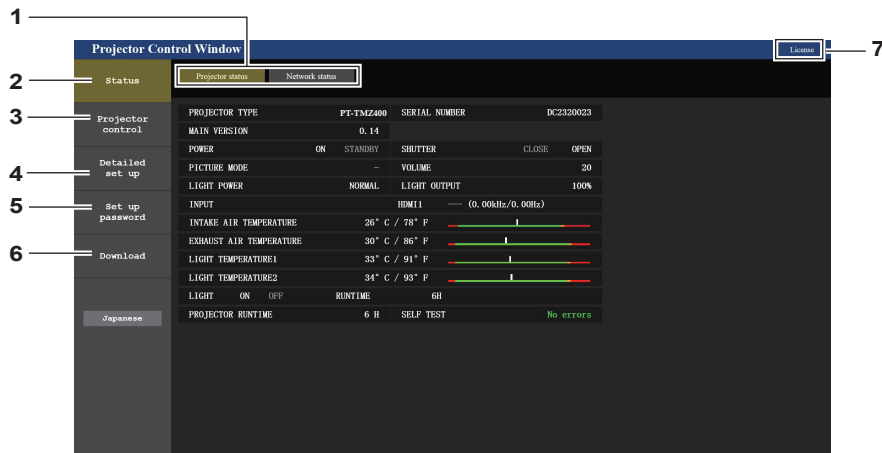 1
Projector Control Window
License
7
Projector status
Network status
2
Status
3
Projector
control
4
Detailed
set up
5
Set up
password
6
Download
Japanese
PROJECTOR TYPE PT-TMZ400 SERIAL NUMBER DC2320023
MAIN VERSION 0.14
POWER ON STANDBY SHUTTER CLOSE OPEN
PICTURE MODE - VOLUME 20
LIGHT POWER NORMAL LIGHT OUTPUT 100%
INPUT HDMI1 --- (0.00kHz/0.00Hz)
INTAKE AIR TEMPERATURE 26° C / 78° F
EXHAUST AIR TEMPERATURE 30° C / 86° F
LIGHT TEMPERATURE1 33° C / 91° F
LIGHT TEMPERATURE2 34° C / 93° F
LIGHT ON OFF RUNTIME 6H
PROJECTOR RUNTIME 6 H SELF TEST No errors